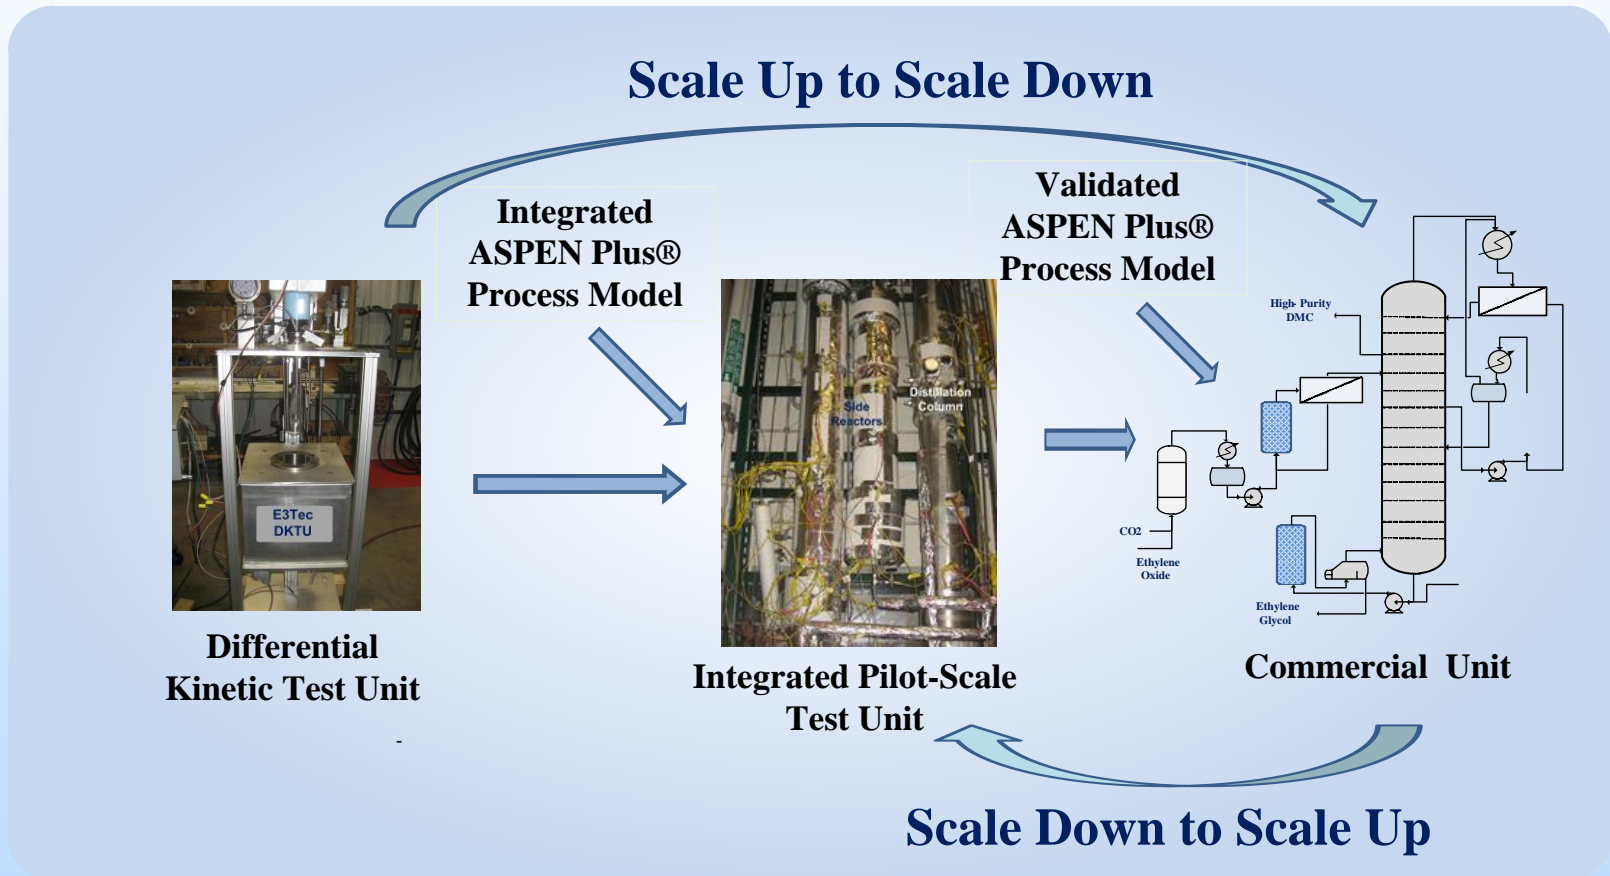 Scale Up to Scale Down
Integrated
ASPEN Plus®
Process Model
Validated
ASPEN Plus®
Process Model
High- Purity
DMC
E3Tec
DKTU
Side
Reactors
Distillation
Column
CO2
Ethylene
Oxide
Ethylene
Glycol
Differential
Kinetic Test Unit
-
Integrated Pilot-Scale
Test Unit
Commercial Unit
Scale Down to Scale Up